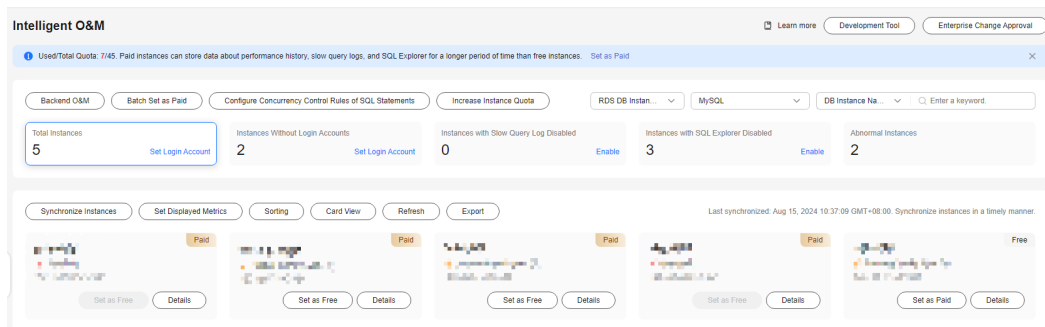 Intelligent O&M
Learn more
Development Tool
Enterprise Change Approval
Used/Total Quota: 7/45. Paid instances can store data about performance history, slow query logs, and SQL Explorer for a longer period of time than free instances. Set as Paid
Backend O&M
Batch Set as Paid
Configure Concurrency Control Rules of SQL Statements
Increase Instance Quota
RDS DB Instan...
MySQL
DB Instance Na...
Enter a keyword.
Total Instances
5
Set Login Account
Instances Without Login Accounts
2
Set Login Account
Instances with Slow Query Log Disabled
0
Enable
Instances with SQL Explorer Disabled
3
Enable
Abnormal Instances
2
Synchronize Instances
Set Displayed Metrics
Sorting
Card View
Refresh
Export
Last synchronized: Aug 15, 2024 10:37:09 GMT+08:00. Synchronize instances in a timely manner.
Paid
Set as Free
Details
Paid
Set as Free
Details
Paid
Set as Free
Details
Paid
Set as Free
Details
Free
Set as Paid
Details